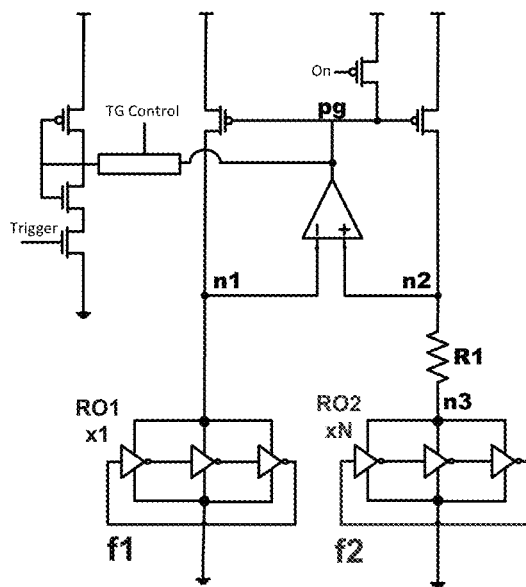 On
TG Control
pg
Trigger
n1
n2
R1
n3
RO1
x1
RO2
xN
f1
f2